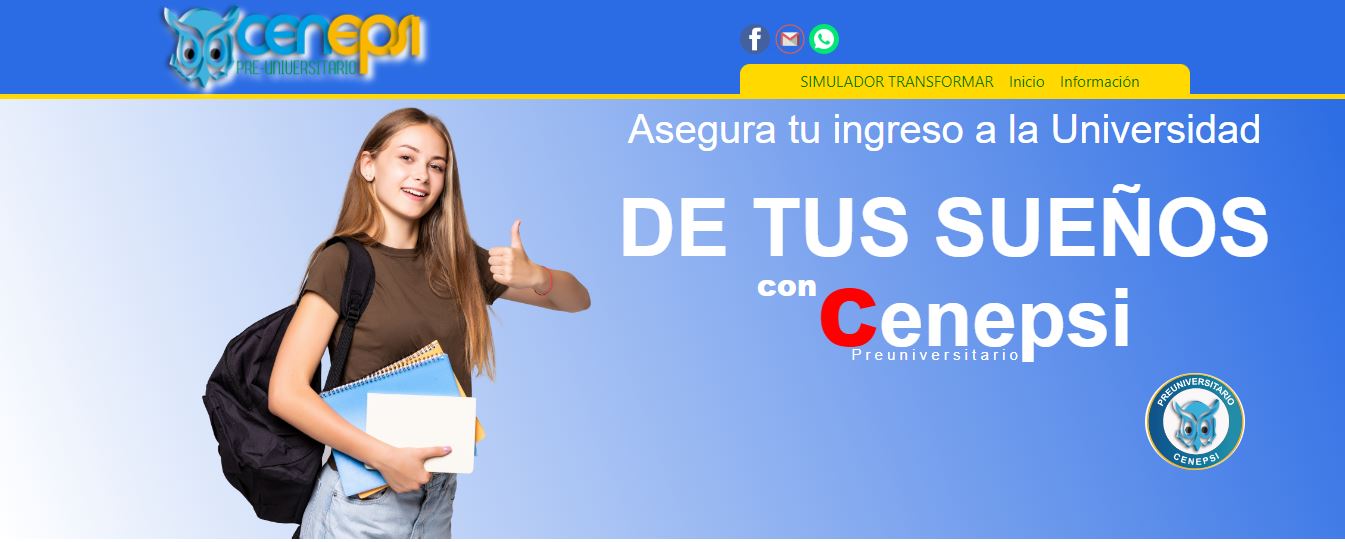 cenepsi
PRE-UNIVERSITARIO
SIMULADOR TRANSFORMAR Inicio Información
Asegura tu ingreso a la Universidad
DE TUS SUEÑOS
con
Cenepsi
Preuniversitario
PREUNIVERSITARIO
CENEPSI